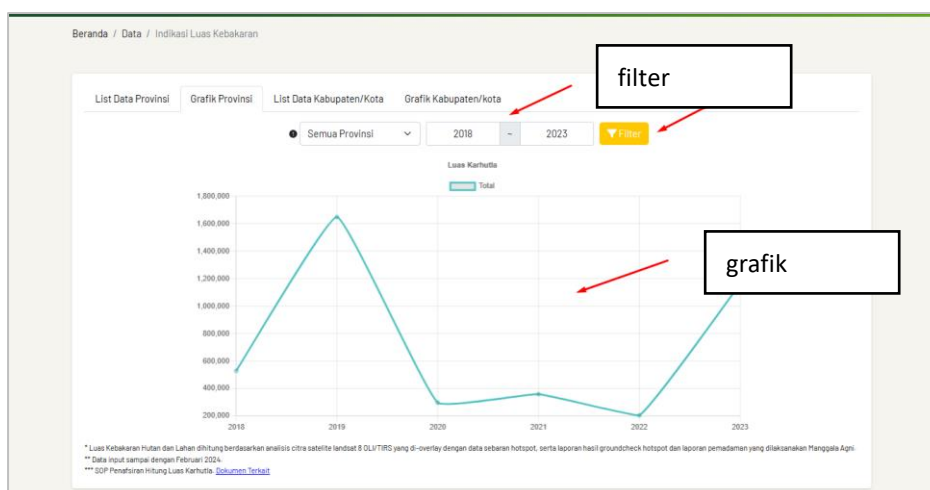 Beranda / Data / Indikasi Luas Kebakaran
filter
List Data Provinsi Grafik Provinsi List Data Kabupaten/Kota Grafik Kabupaten/kota
Semua Provinsi 2018 ~ 2023 Filter
Luas Karhutla
Total
1,800,000
1,600,000
1,400,000
grafik
1,200,000
1,000,000
800,000
600,000
400,000
200,000
2018 2019 2020 2021 2022 2023
* Luas Kebakaran Hutan dan Lahan dihitung berdasarkan analisis citra satelite landsat 8 OLI/TIRS yang di-overlay dengan data sebaran hotspot, serta laporan hasil groundcheck hotspot dan laporan pemadaman yang dilaksanakan Manggala Agni.
** Data input sampai dengan Februari 2024.
*** SOP Penafsiran Hitung Luas Karhutla. Dokumen Terkait